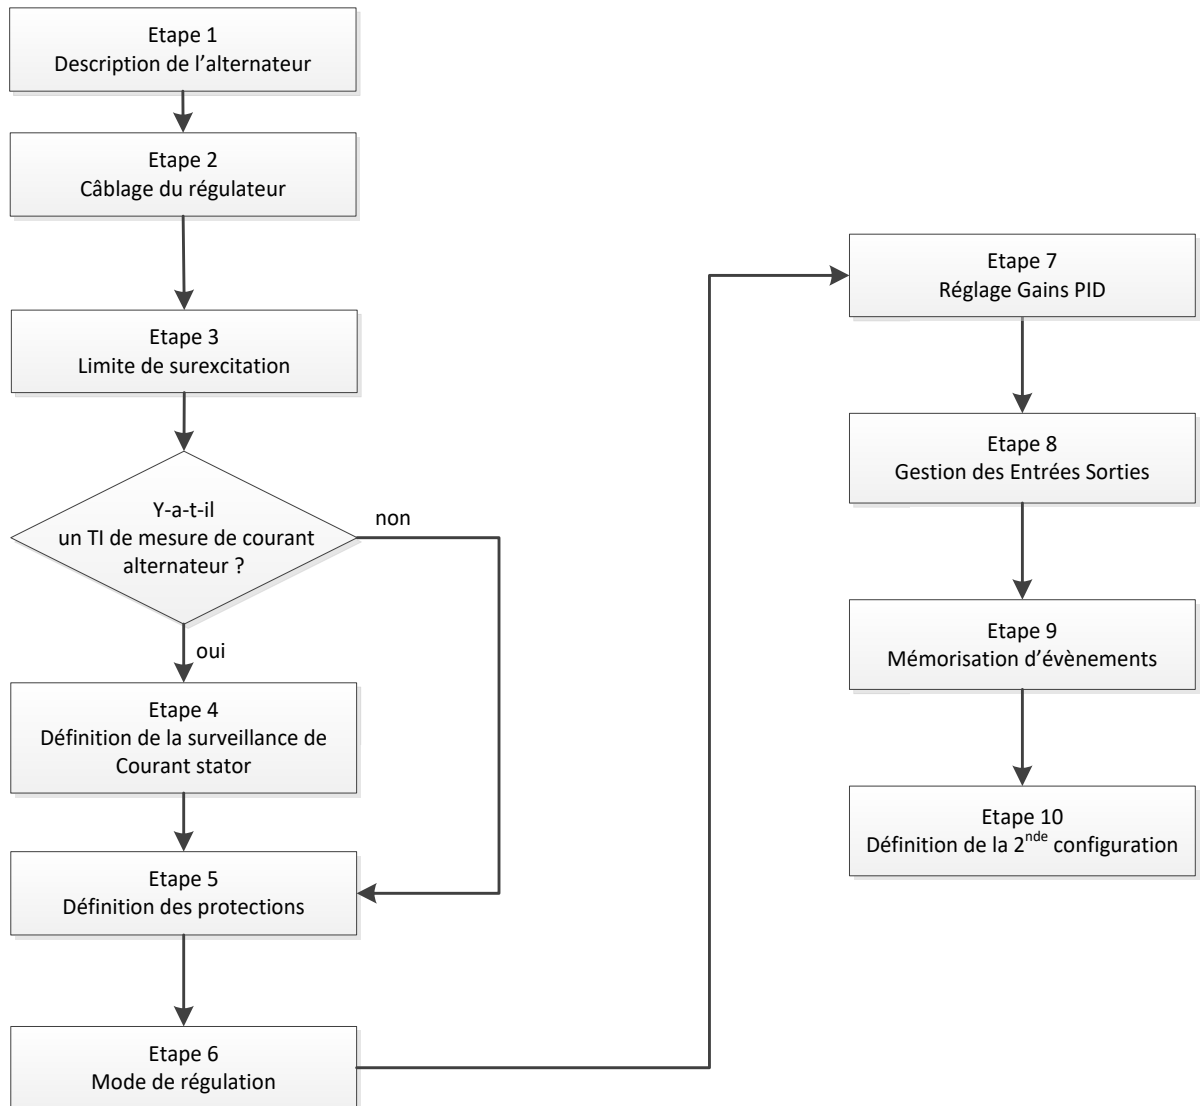 Etape 1
Description de l'alternateur
Etape 2
Câblage du régulateur
Etape 3
Limite de surexcitation
Y-a-t-il
un TI de mesure de courant
alternateur ?
non
oui
Etape 4
Définition de la surveillance de
Courant stator
Etape 5
Définition des protections
Etape 6
Mode de régulation
Etape 7
Réglage Gains PID
Etape 8
Gestion des Entrées Sorties
Etape 9
Mémorisation d'évènements
Etape 10
Définition de la 2nde configuration